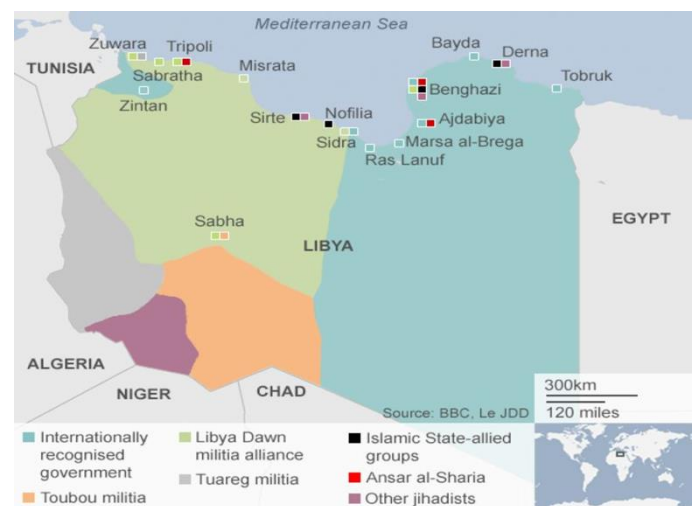 Mediterranean Sea
Zuwara
Tripoli
Bayda
Derna
TUNISIA
Sabratha
Misrata
Benghazi
Tobruk
Zintan
Sirte
Nofilia
Ajdabiya
Sidra
Marsa al-Brega
Ras Lanuf
Sabha
LIBYA
EGYPT
ALGERIA
NIGER
CHAD
300km
Source: BBC, Le JDD
120 miles
Internationally
recognised
government
Toubou militia
Libya Dawn
militia alliance
Tuareg militia
Islamic State-allied
groups
Ansar al-Sharia
Other jihadists